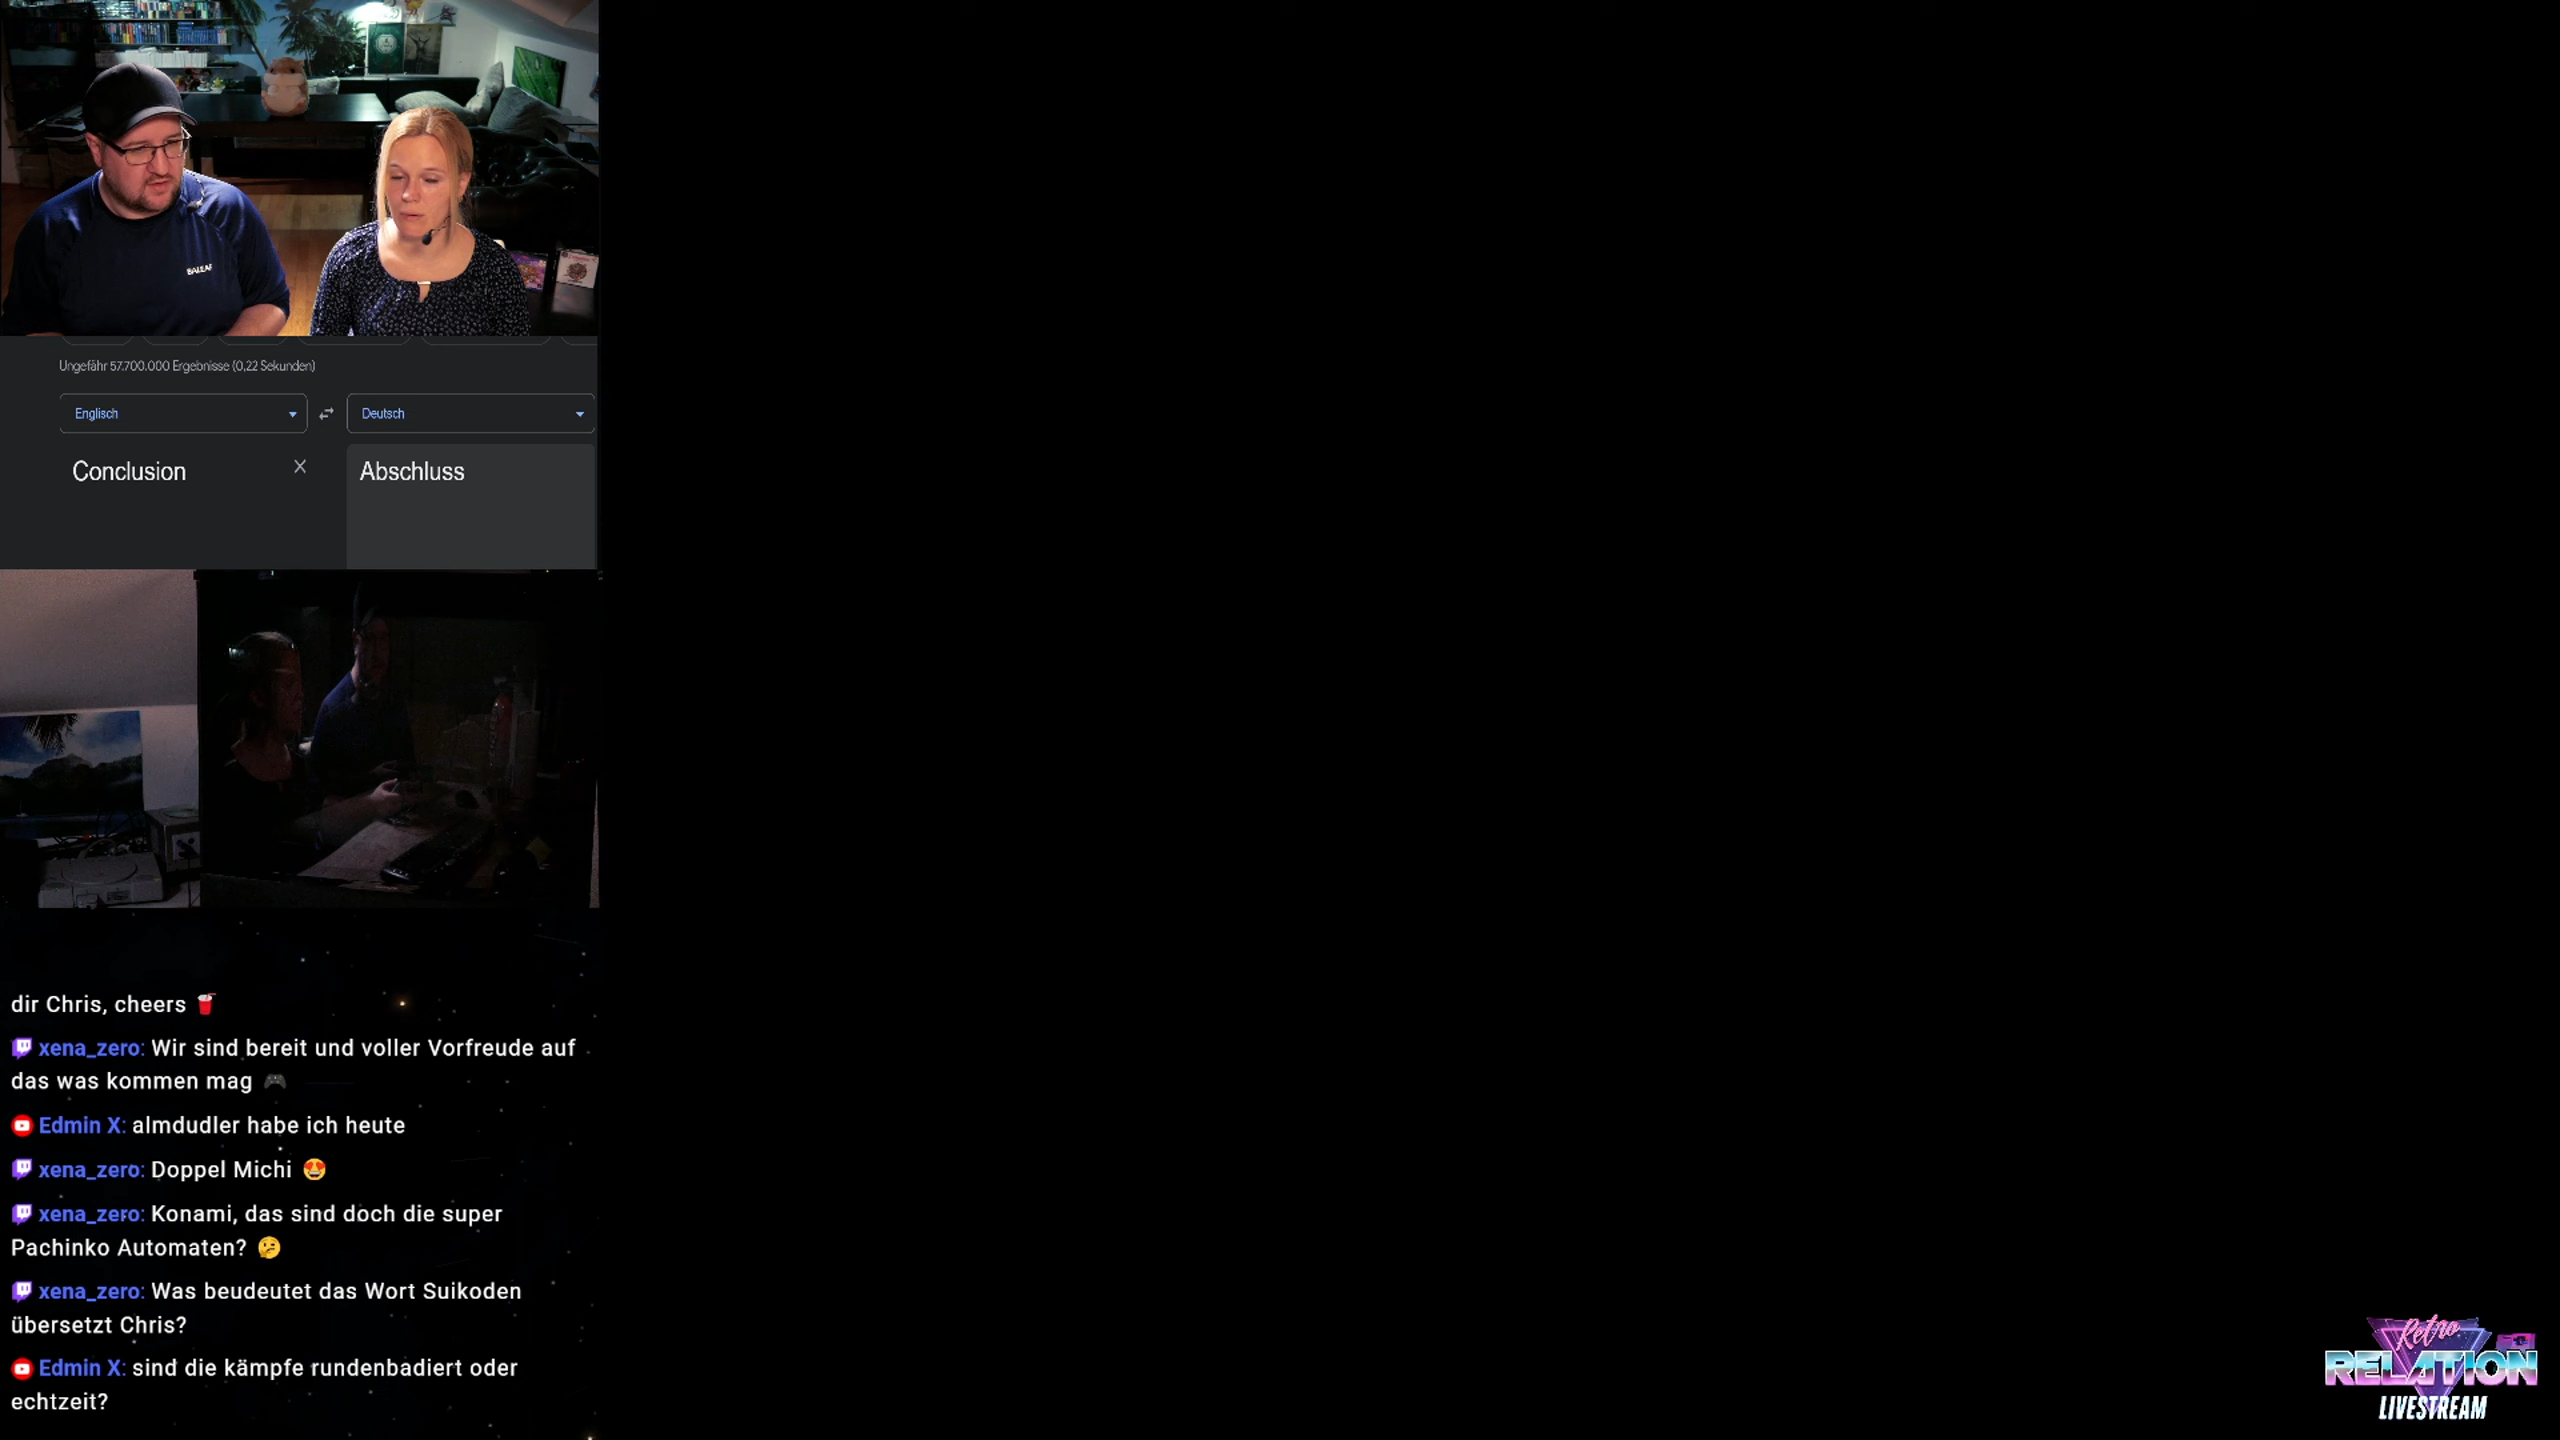 BALEAF
Ungefähr 57.700.000 Ergebnisse (0,22 Sekunden)
Englisch
Deutsch
Conclusion
Abschluss
dir Chris, cheers 🥤
xena_zero: Wir sind bereit und voller Vorfreude auf
das was kommen mag 🎮
Edmin X: almdudler habe ich heute
xena_zero: Doppel Michi 😍
xena_zero: Konami, das sind doch die super
Pachinko Automaten? 🤔
xena_zero: Was beudeutet das Wort Suikoden
übersetzt Chris?
Edmin X: sind die kämpfe rundenbadiert oder
echtzeit?
Retro
RELATION
LIVESTREAM